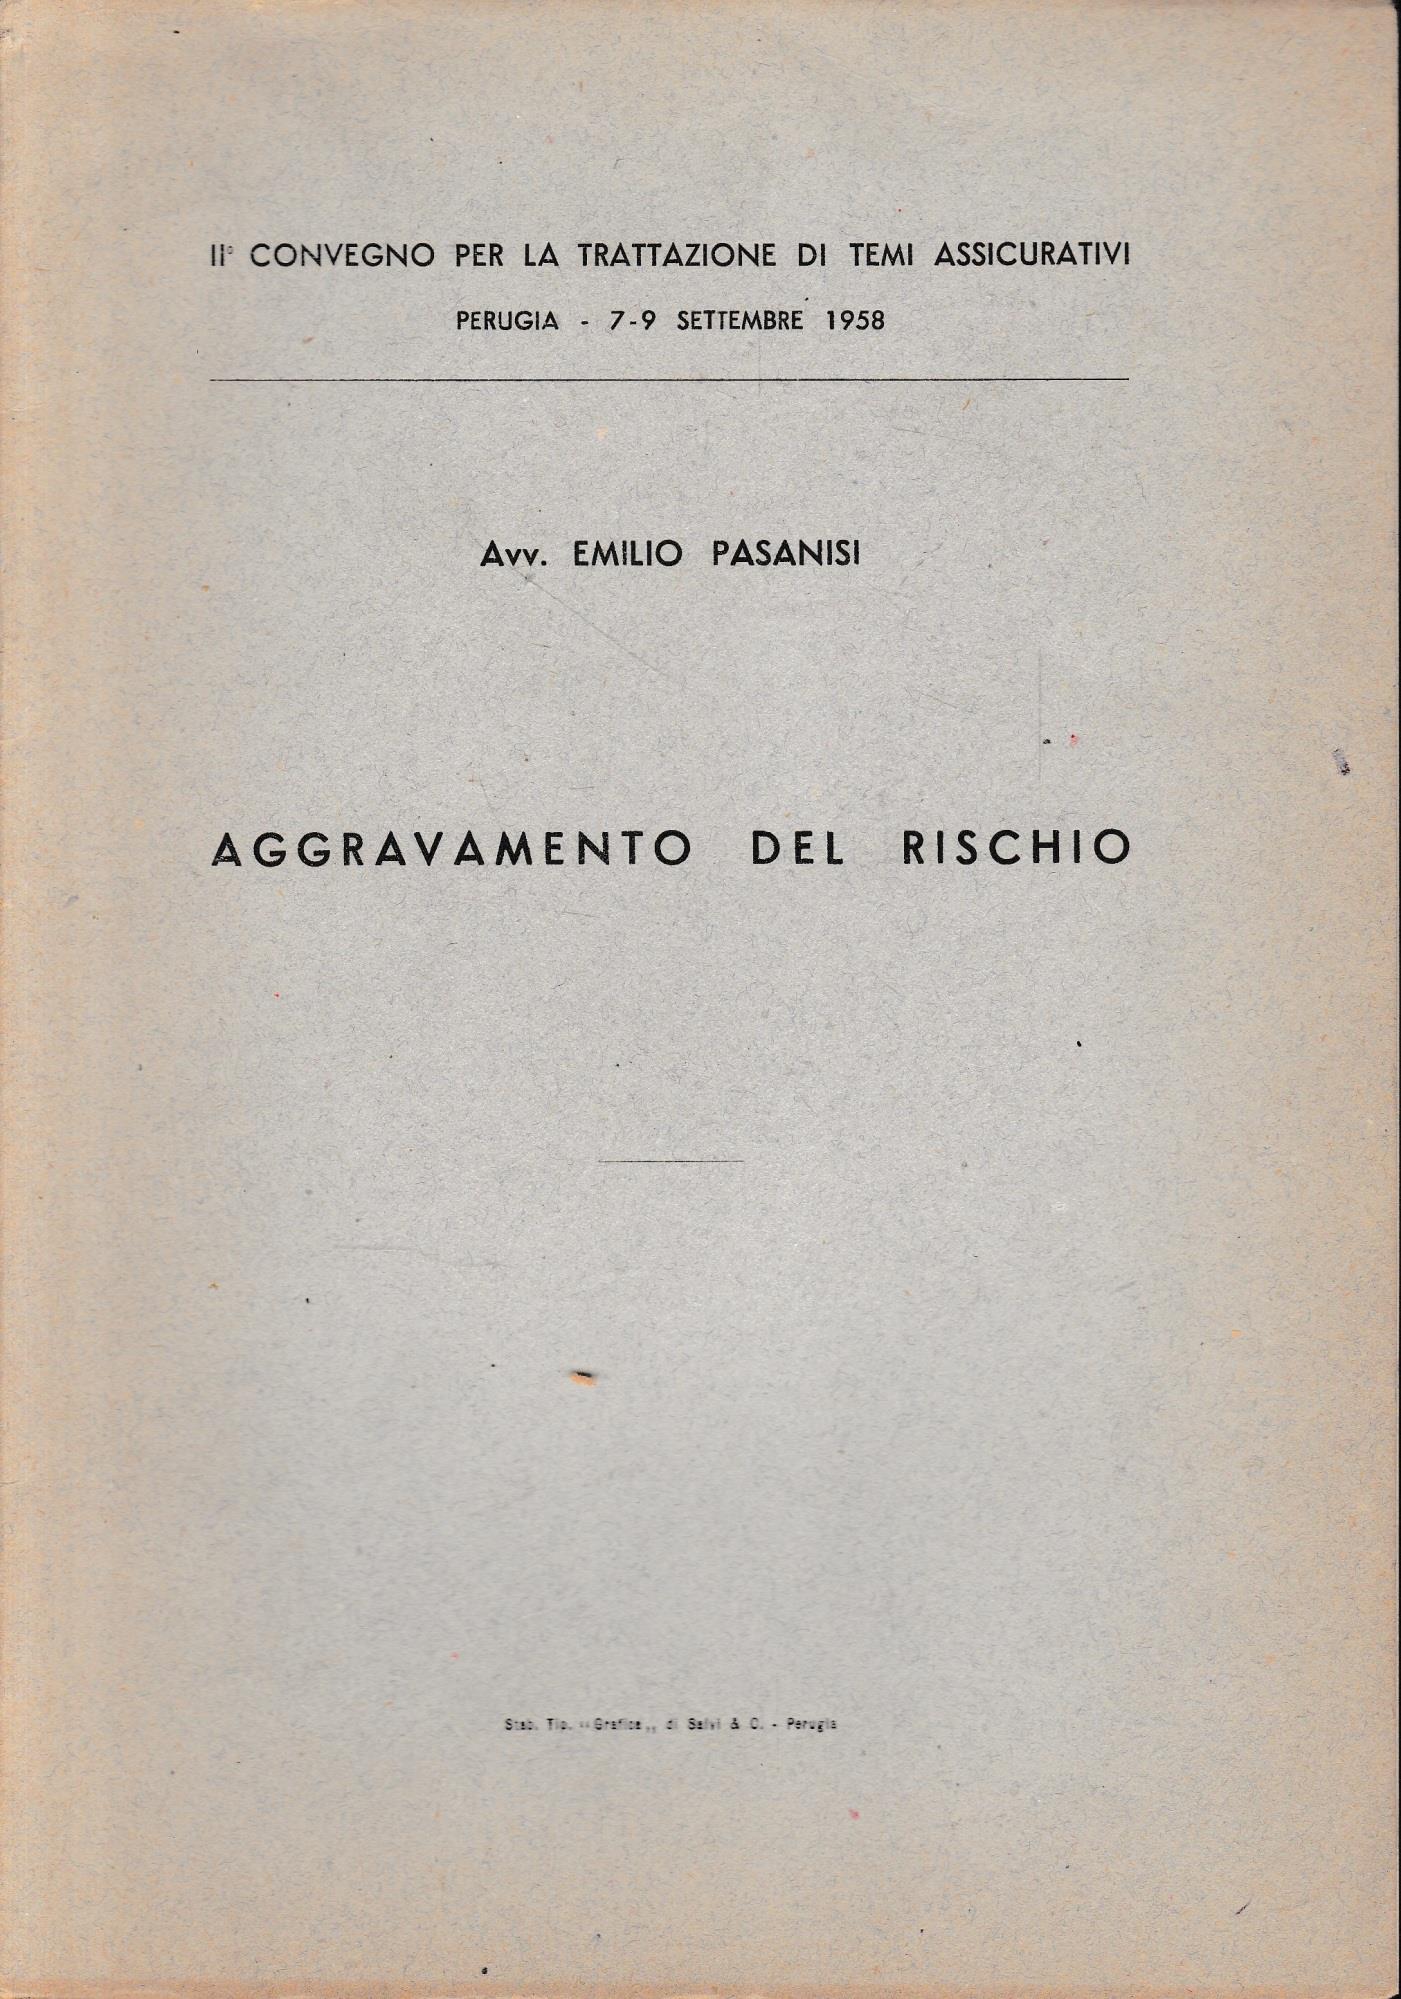 II° CONVEGNO PER LA TRATTAZIONE DI TEMI ASSICURATIVI
PERUGIA - 7-9 SETTEMBRE 1958
Avv. EMILIO PASANISI
AGGRAVAMENTO DEL RISCHIO
Stab. Tip. "Grafica„ di Salvi & C. - Perugia